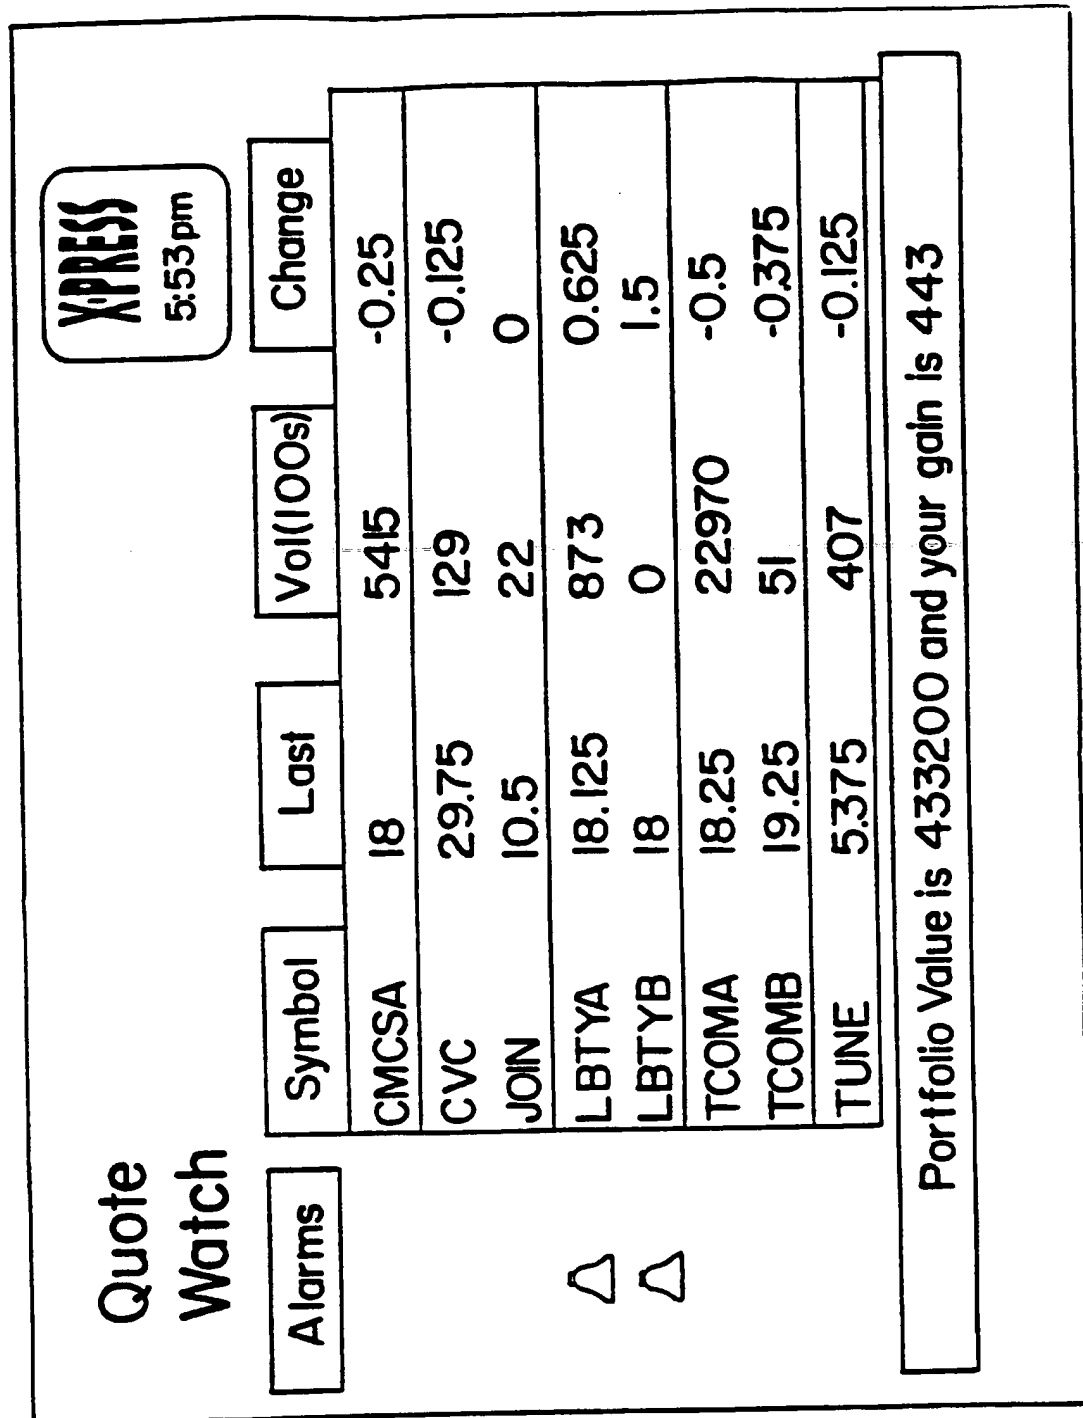 Quote
Watch
X·PRESS
5:53pm
Alarms Symbol Last Vol(100s) Change
CMCSA 18 5415 -0.25
CVC 29.75 129 -0.125
JOIN 10.5 22 0
LBTYA 18.125 873 0.625
LBTYB 18 0 1.5
TCOMA 18.25 22970 -0.5
TCOMB 19.25 51 -0.375
TUNE 5.375 407 -0.125
Portfolio Value is 433200 and your gain is 443